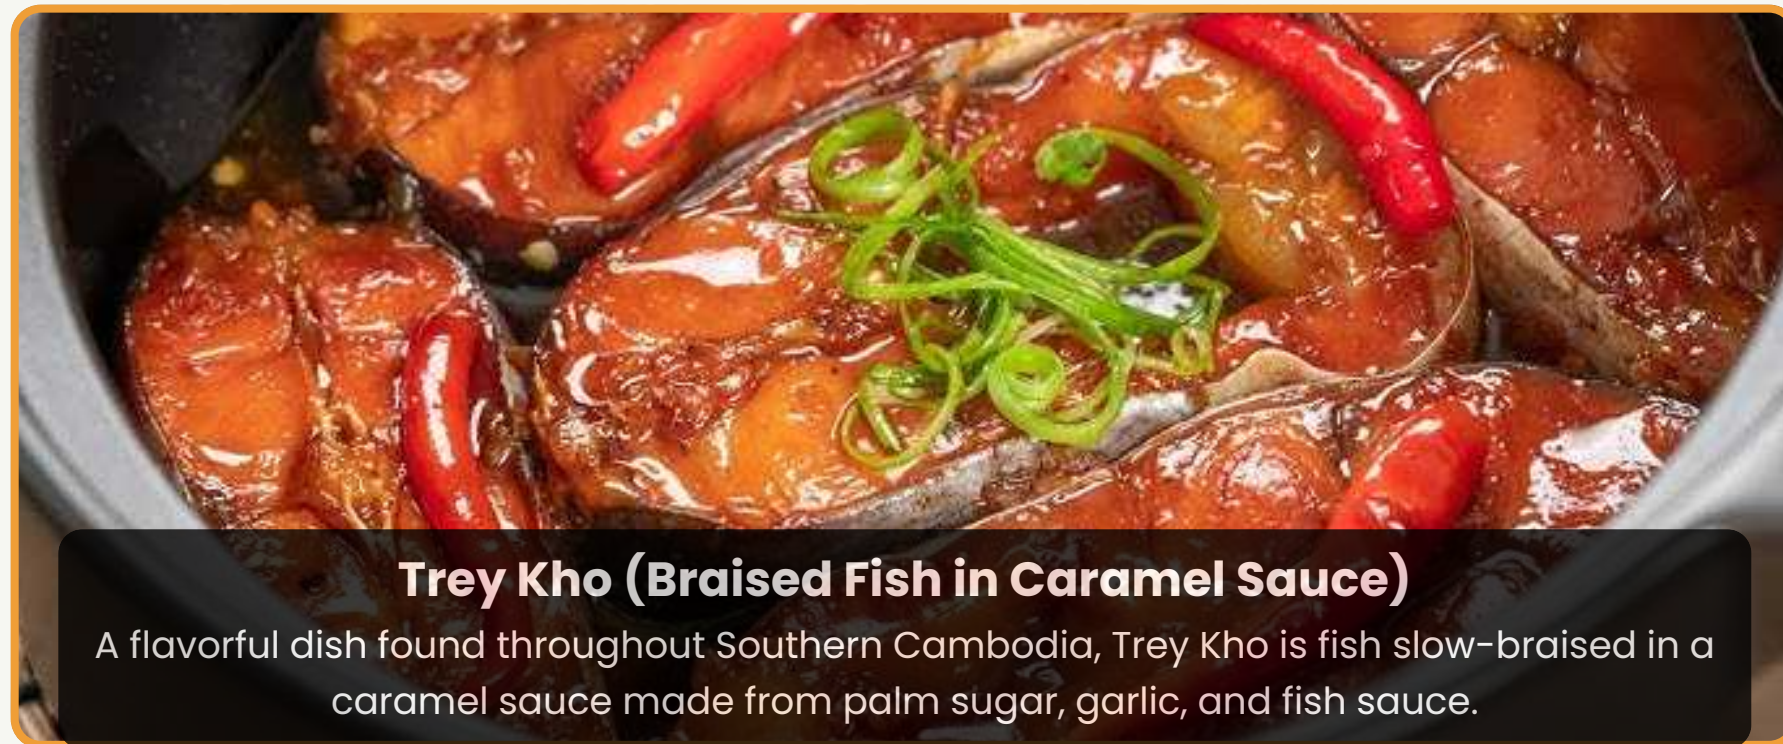 Trey Kho (Braised Fish in Caramel Sauce)
A flavorful dish found throughout Southern Cambodia, Trey Kho is fish slow-braised in a
caramel sauce made from palm sugar, garlic, and fish sauce.